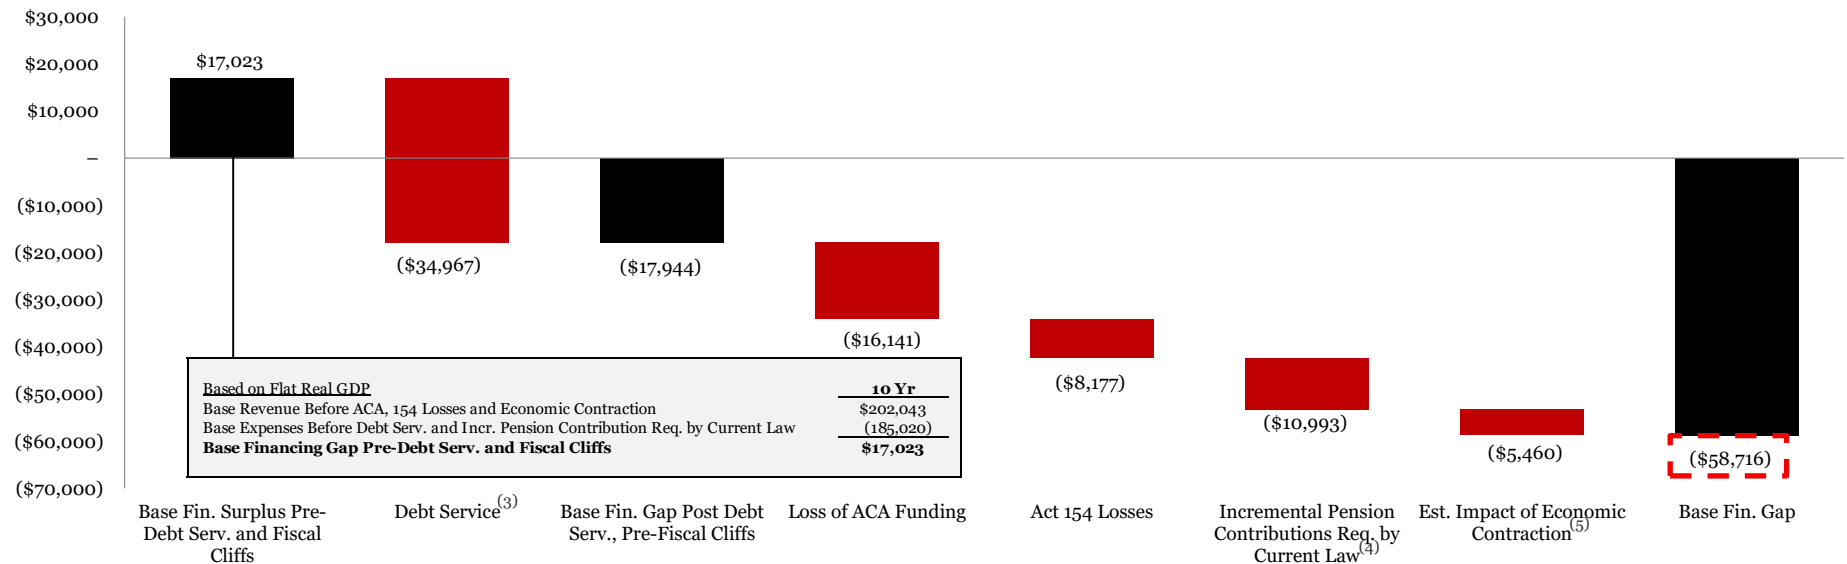 $30,000
$20,000
$10,000
–
($10,000)
($20,000)
($30,000)
($40,000)
($50,000)
($60,000)
($70,000)
$17,023
($34,967)
($17,944)
($16,141)
($8,177)
($10,993)
($5,460)
($58,716)
Based on Flat Real GDP 10 Yr
Base Revenue Before ACA, 154 Losses and Economic Contraction $202,043
Base Expenses Before Debt Serv. and Incr. Pension Contribution Req. by Current Law (185,020)
Base Financing Gap Pre-Debt Serv. and Fiscal Cliffs $17,023
Base Fin. Surplus Pre-
Debt Serv. and Fiscal
Cliffs
Debt Service(3)
Base Fin. Gap Post Debt
Serv., Pre-Fiscal Cliffs
Loss of ACA Funding
Act 154 Losses
Incremental Pension
Contributions Req. by
Current Law(4)
Est. Impact of Economic
Contraction(5)
Base Fin. Gap